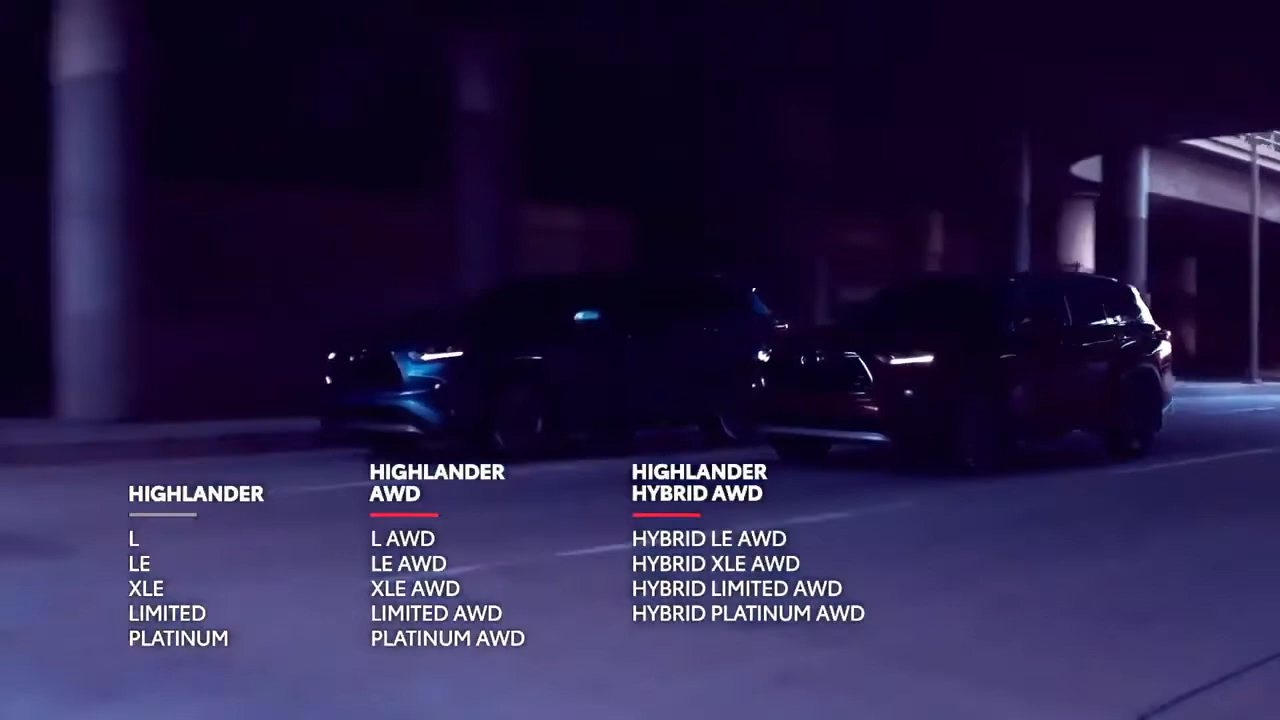 HIGHLANDER
L
LE
XLE
LIMITED
PLATINUM
HIGHLANDER
AWD
L AWD
LE AWD
XLE AWD
LIMITED AWD
PLATINUM AWD
HIGHLANDER
HYBRID AWD
HYBRID LE AWD
HYBRID XLE AWD
HYBRID LIMITED AWD
HYBRID PLATINUM AWD